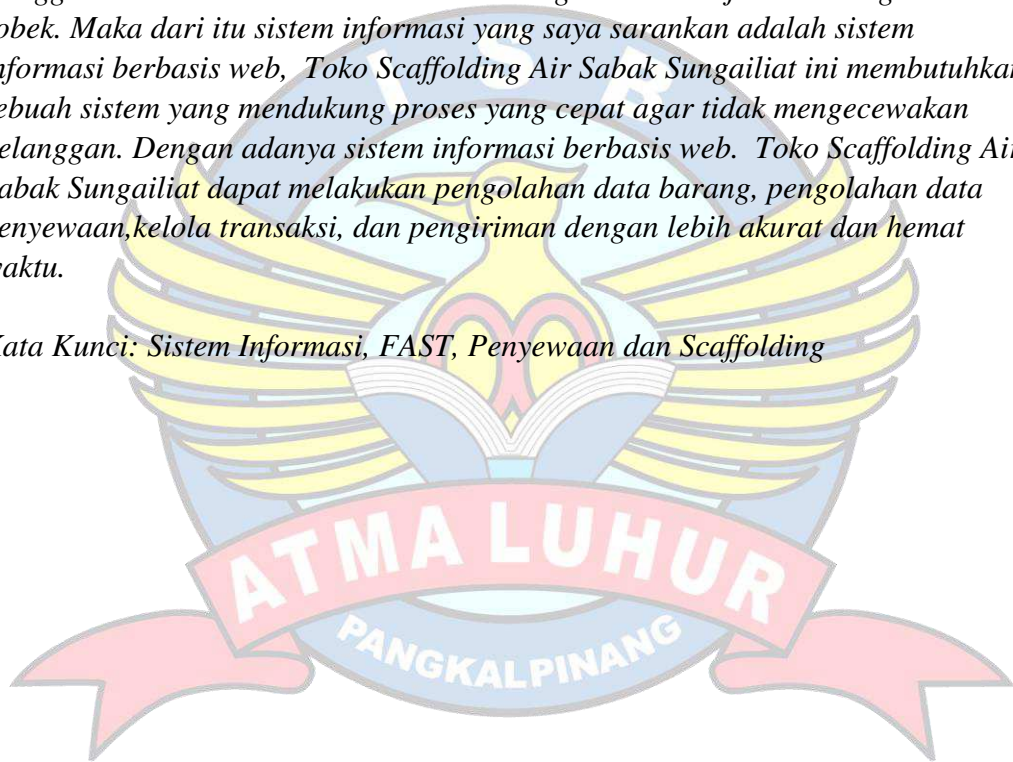 obek. Maka dari itu sistem informasi yang saya sarankan adalah sistem
nformasi berbasis web, Toko Scaffolding Air Sabak Sungailiat ini membutuhkan
sebuah sistem yang mendukung proses yang cepat agar tidak mengecewakan
pelanggan. Dengan adanya sistem informasi berbasis web. Toko Scaffolding Air
Sabak Sungailiat dapat melakukan pengolahan data barang, pengolahan data
penyewaan,kelola transaksi, dan pengiriman dengan lebih akurat dan hemat
waktu.
Kata Kunci: Sistem Informasi, FAST, Penyewaan dan Scaffolding
I S B
ATMA LUHUR
PANGKALPINANG